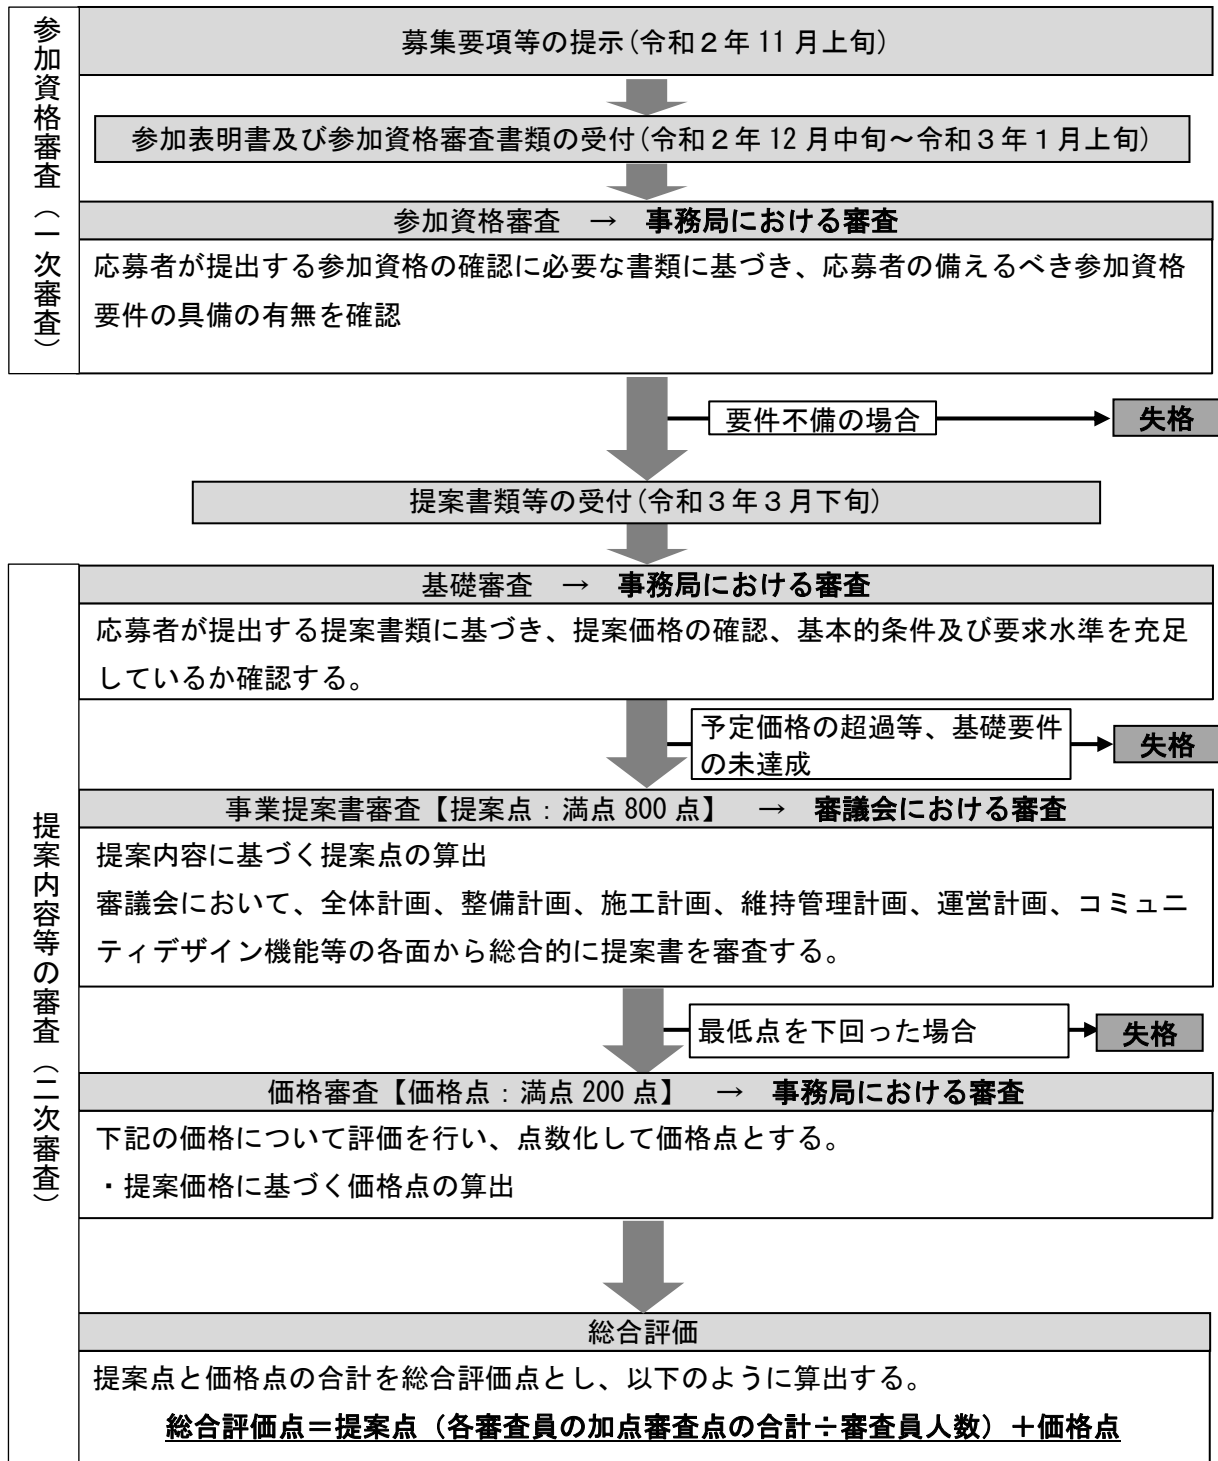 参加資格審査（一次審査）
募集要項等の提示(令和２年11月上旬)
参加表明書及び参加資格審査書類の受付(令和２年12月中旬～令和３年１月上旬)
参加資格審査　→　事務局における審査
応募者が提出する参加資格の確認に必要な書類に基づき、応募者の備えるべき参加資格
要件の具備の有無を確認
要件不備の場合
失格
提案書類等の受付(令和３年３月下旬)
提案内容等の審査（二次審査）
基礎審査　→　事務局における審査
応募者が提出する提案書類に基づき、提案価格の確認、基本的条件及び要求水準を充足
しているか確認する。
予定価格の超過等、基礎要件
の未達成
失格
事業提案書審査【提案点：満点800点】　→　審議会における審査
提案内容に基づく提案点の算出
審議会において、全体計画、整備計画、施工計画、維持管理計画、運営計画、コミュニ
ティデザイン機能等の各面から総合的に提案書を審査する。
最低点を下回った場合
失格
価格審査【価格点：満点200点】　→　事務局における審査
下記の価格について評価を行い、点数化して価格点とする。
・提案価格に基づく価格点の算出
総合評価
提案点と価格点の合計を総合評価点とし、以下のように算出する。
総合評価点＝提案点（各審査員の加点審査点の合計÷審査員人数）＋価格点